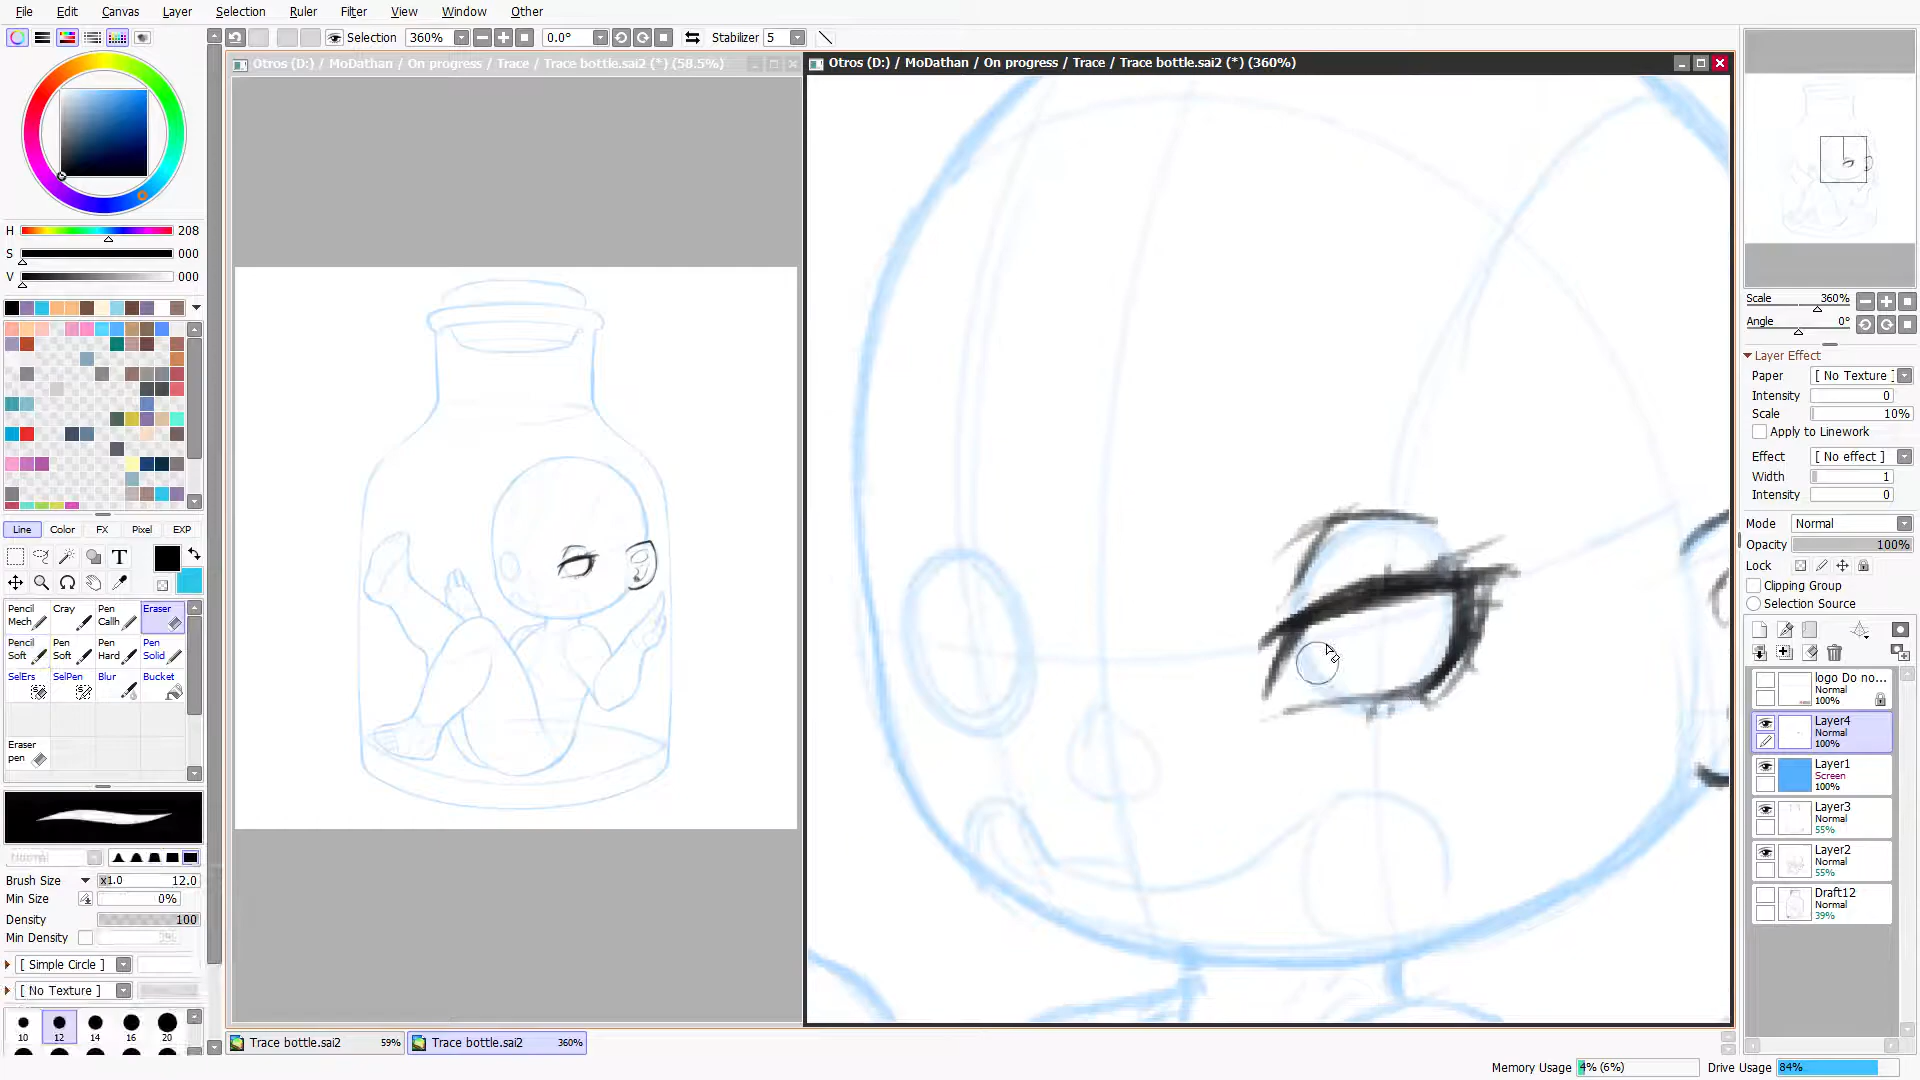 File Edit Canvas Layer Selection Ruler Filter View Window Other
Selection 360% 0.0° Stabilizer 5
Otros (D:) / MoDathan / On progress / Trace / Trace bottle.sai2 (*) (58.5%)
Otros (D:) / MoDathan / On progress / Trace / Trace bottle.sai2 (*) (360%)
H 208
S 000
V 000
Line Color FX Pixel EXP
T
Pencil Mech
Cray
Pen Callh
Eraser
Pencil Soft
Pen Soft
Pen Hard
Pen Solid
SelErs SelPen Blur Bucket
Eraser pen
Normal
Brush Size x1.0 12.0
Min Size 0%
Density 100
Min Density
[ Simple Circle ]
[ No Texture ]
10 12 14 16 20
Trace bottle.sai2 59%
Trace bottle.sai2 360%
Scale 360%
Angle 0°
Layer Effect
Paper [ No Texture ]
Intensity 0
Scale 10%
Apply to Linework
Effect [ No effect ]
Width 1
Intensity 0
Mode Normal
Opacity 100%
Lock
Clipping Group
Selection Source
logo Do no...
Normal
100%
Layer4
Normal
100%
Layer1
Screen
100%
Layer3
Normal
55%
Layer2
Normal
55%
Draft12
Normal
39%
Memory Usage 4% (6%) Drive Usage 84%